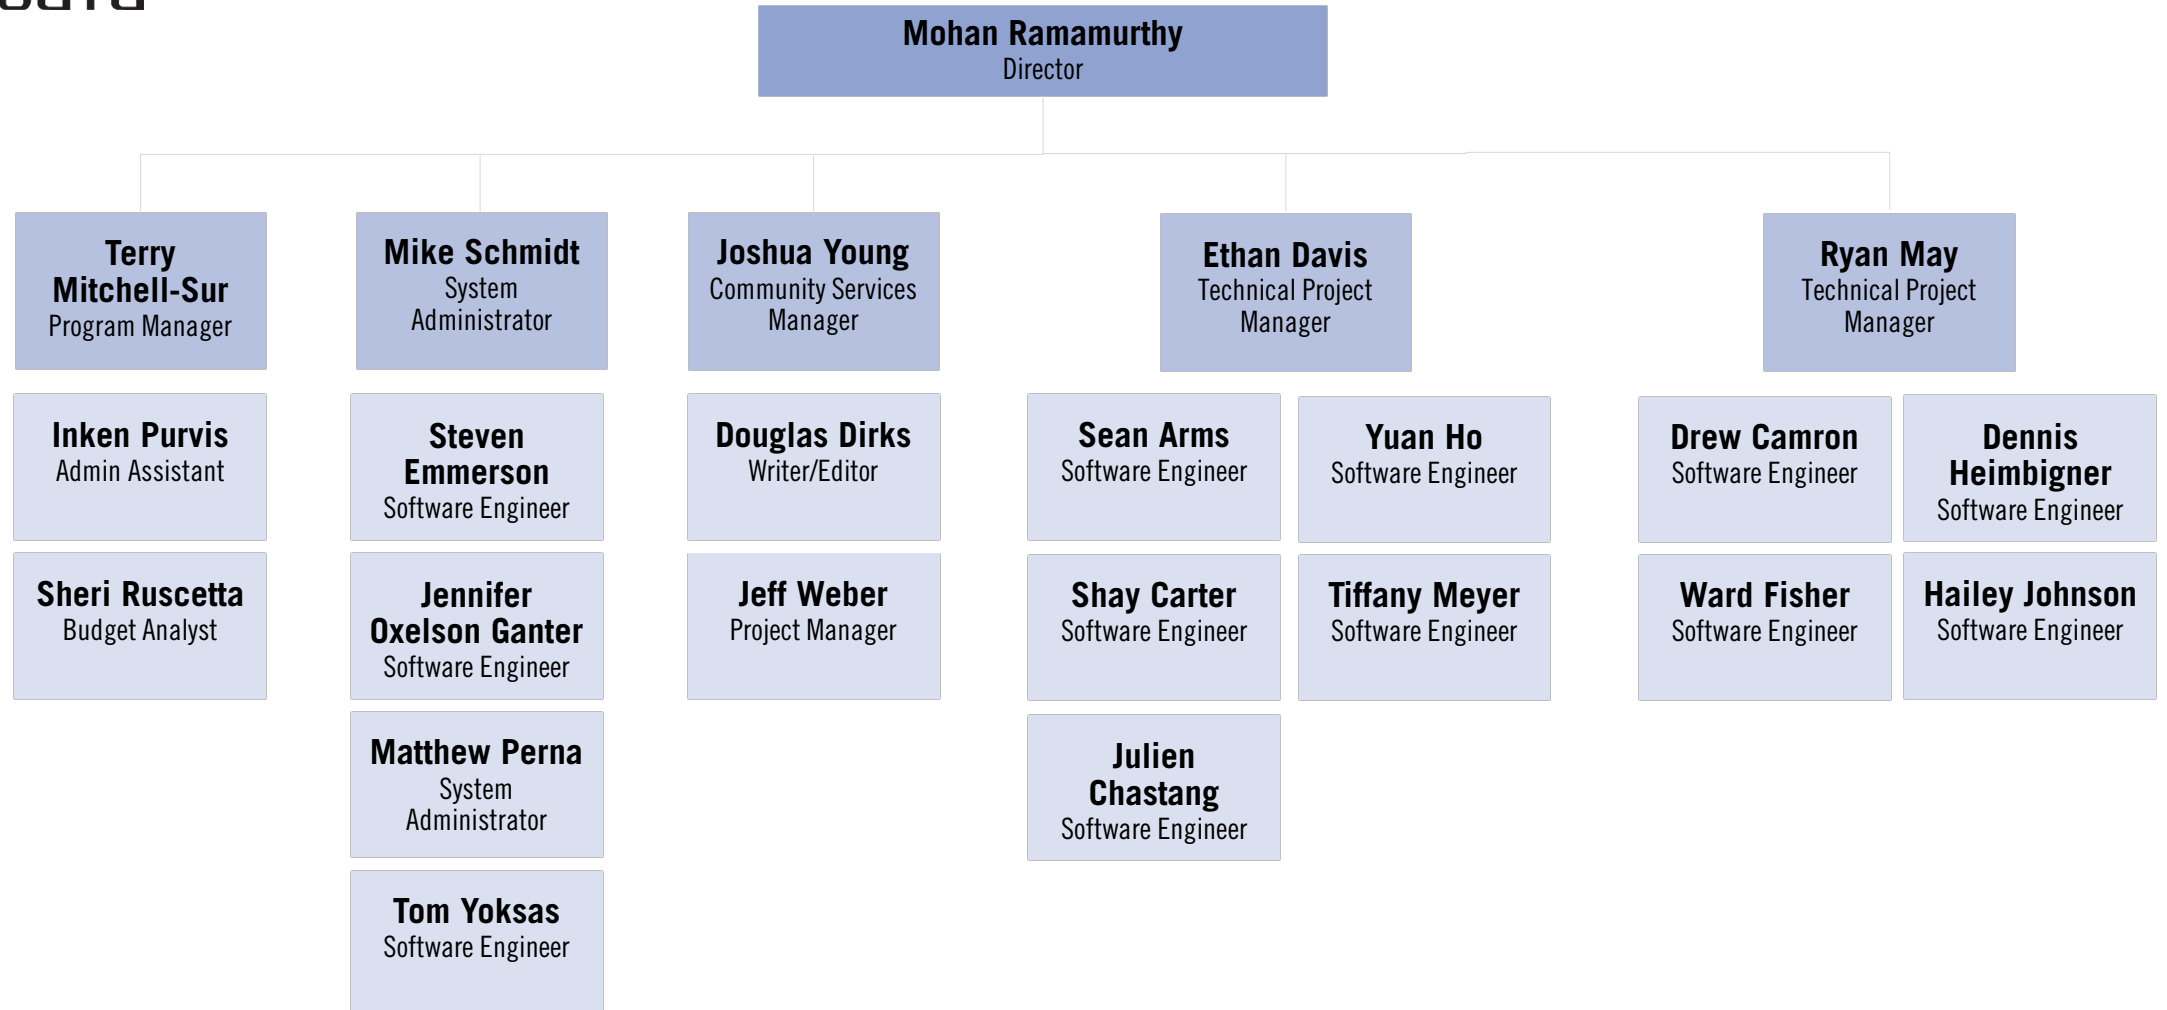 Mohan Ramamurthy
Director
Terry
Mitchell-Sur
Program Manager
Mike Schmidt
System
Administrator
Joshua Young
Community Services
Manager
Ethan Davis
Technical Project
Manager
Ryan May
Technical Project
Manager
Inken Purvis
Admin Assistant
Sheri Ruscetta
Budget Analyst
Steven
Emmerson
Software Engineer
Jennifer
Oxelson Ganter
Software Engineer
Matthew Perna
System
Administrator
Tom Yoksas
Software Engineer
Douglas Dirks
Writer/Editor
Jeff Weber
Project Manager
Sean Arms
Software Engineer
Yuan Ho
Software Engineer
Shay Carter
Software Engineer
Tiffany Meyer
Software Engineer
Julien
Chastang
Software Engineer
Drew Camron
Software Engineer
Dennis
Heimbigner
Software Engineer
Ward Fisher
Software Engineer
Hailey Johnson
Software Engineer